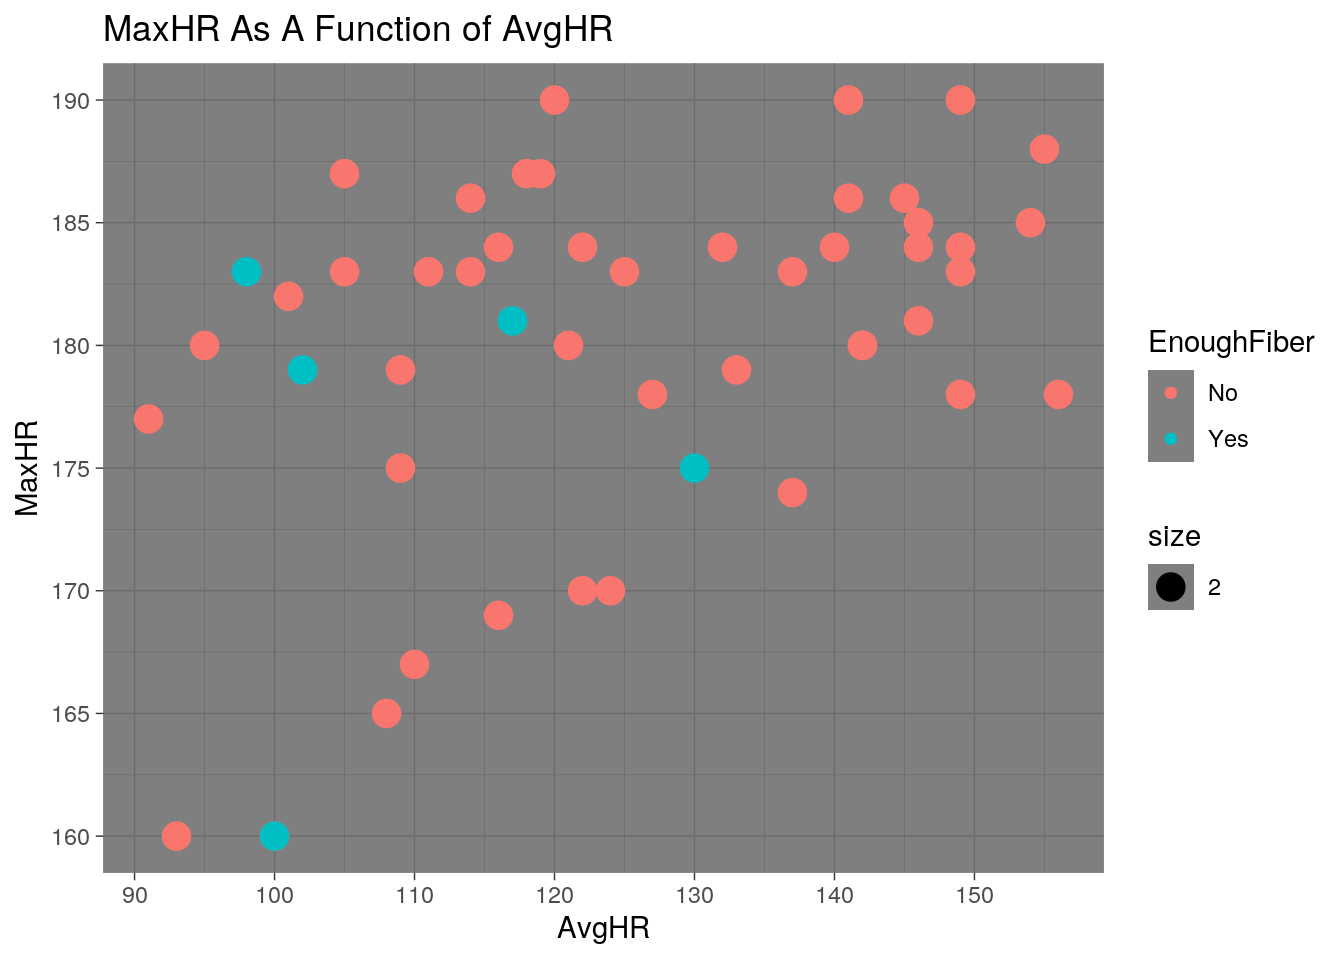 MaxHR As A Function of AvgHR
190
185
180
175
170
165
160
MaxHR
90 100 110 120 130 140 150
AvgHR
EnoughFiber
No
Yes
size
2